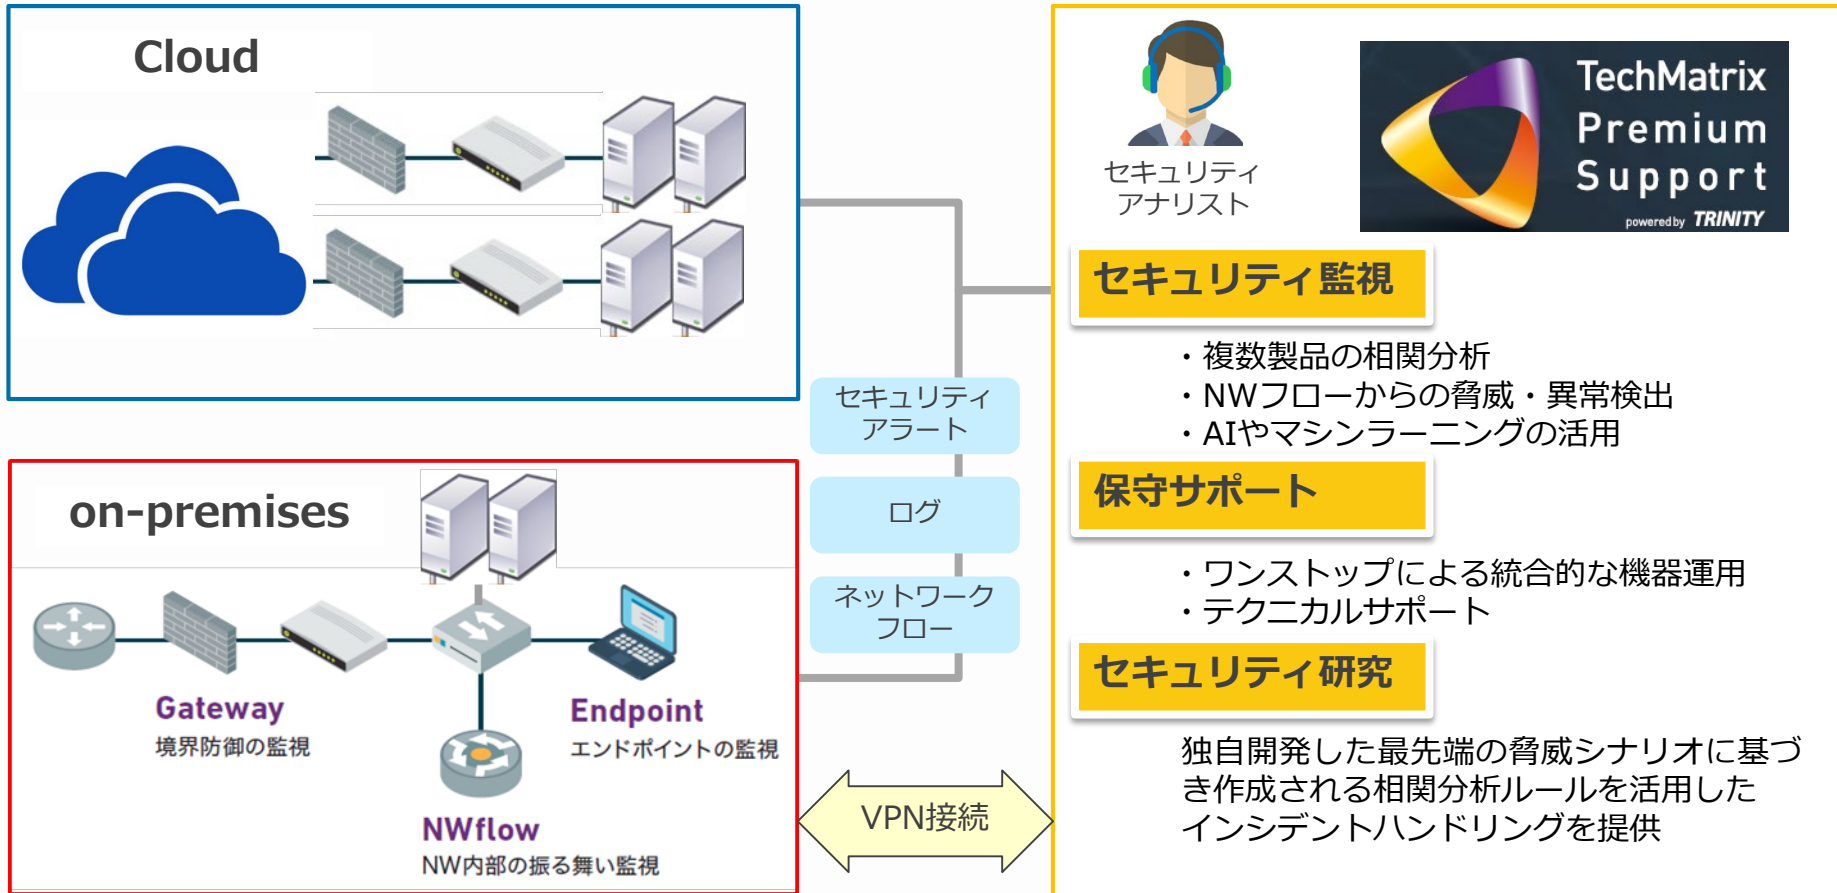 Cloud
on-premises
Gateway
境界防御の監視
Endpoint
エンドポイントの監視
NWflow
NW内部の振る舞い監視
セキュリティ
アラート
ログ
ネットワーク
フロー
VPN接続
セキュリティ
アナリスト
TechMatrix
Premium
Support
powered by TRINITY
セキュリティ監視
・複数製品の相関分析
・NWフローからの脅威・異常検出
・AIやマシンラーニングの活用
保守サポート
・ワンストップによる統合的な機器運用
・テクニカルサポート
セキュリティ研究
独自開発した最先端の脅威シナリオに基づ
き作成される相関分析ルールを活用した
インシデントハンドリングを提供